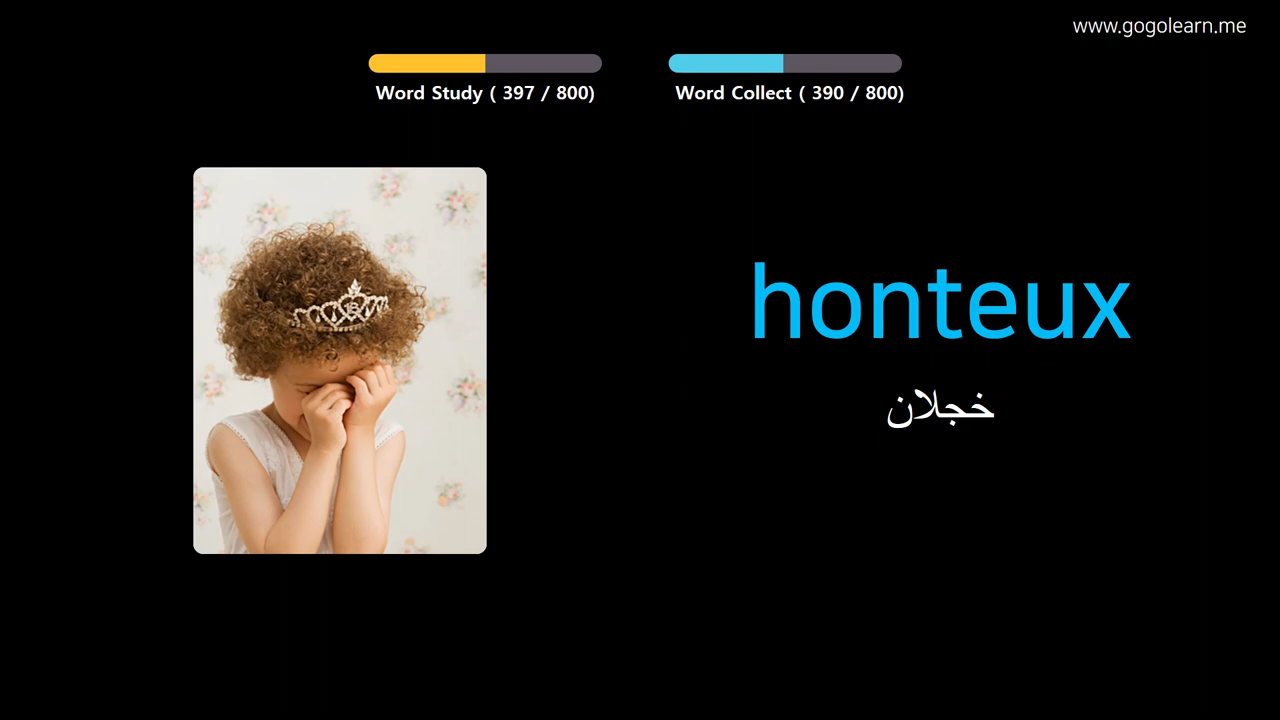 www.gogolearn.me
Word Study ( 397 / 800)
Word Collect ( 390 / 800)
honteux
خجلان